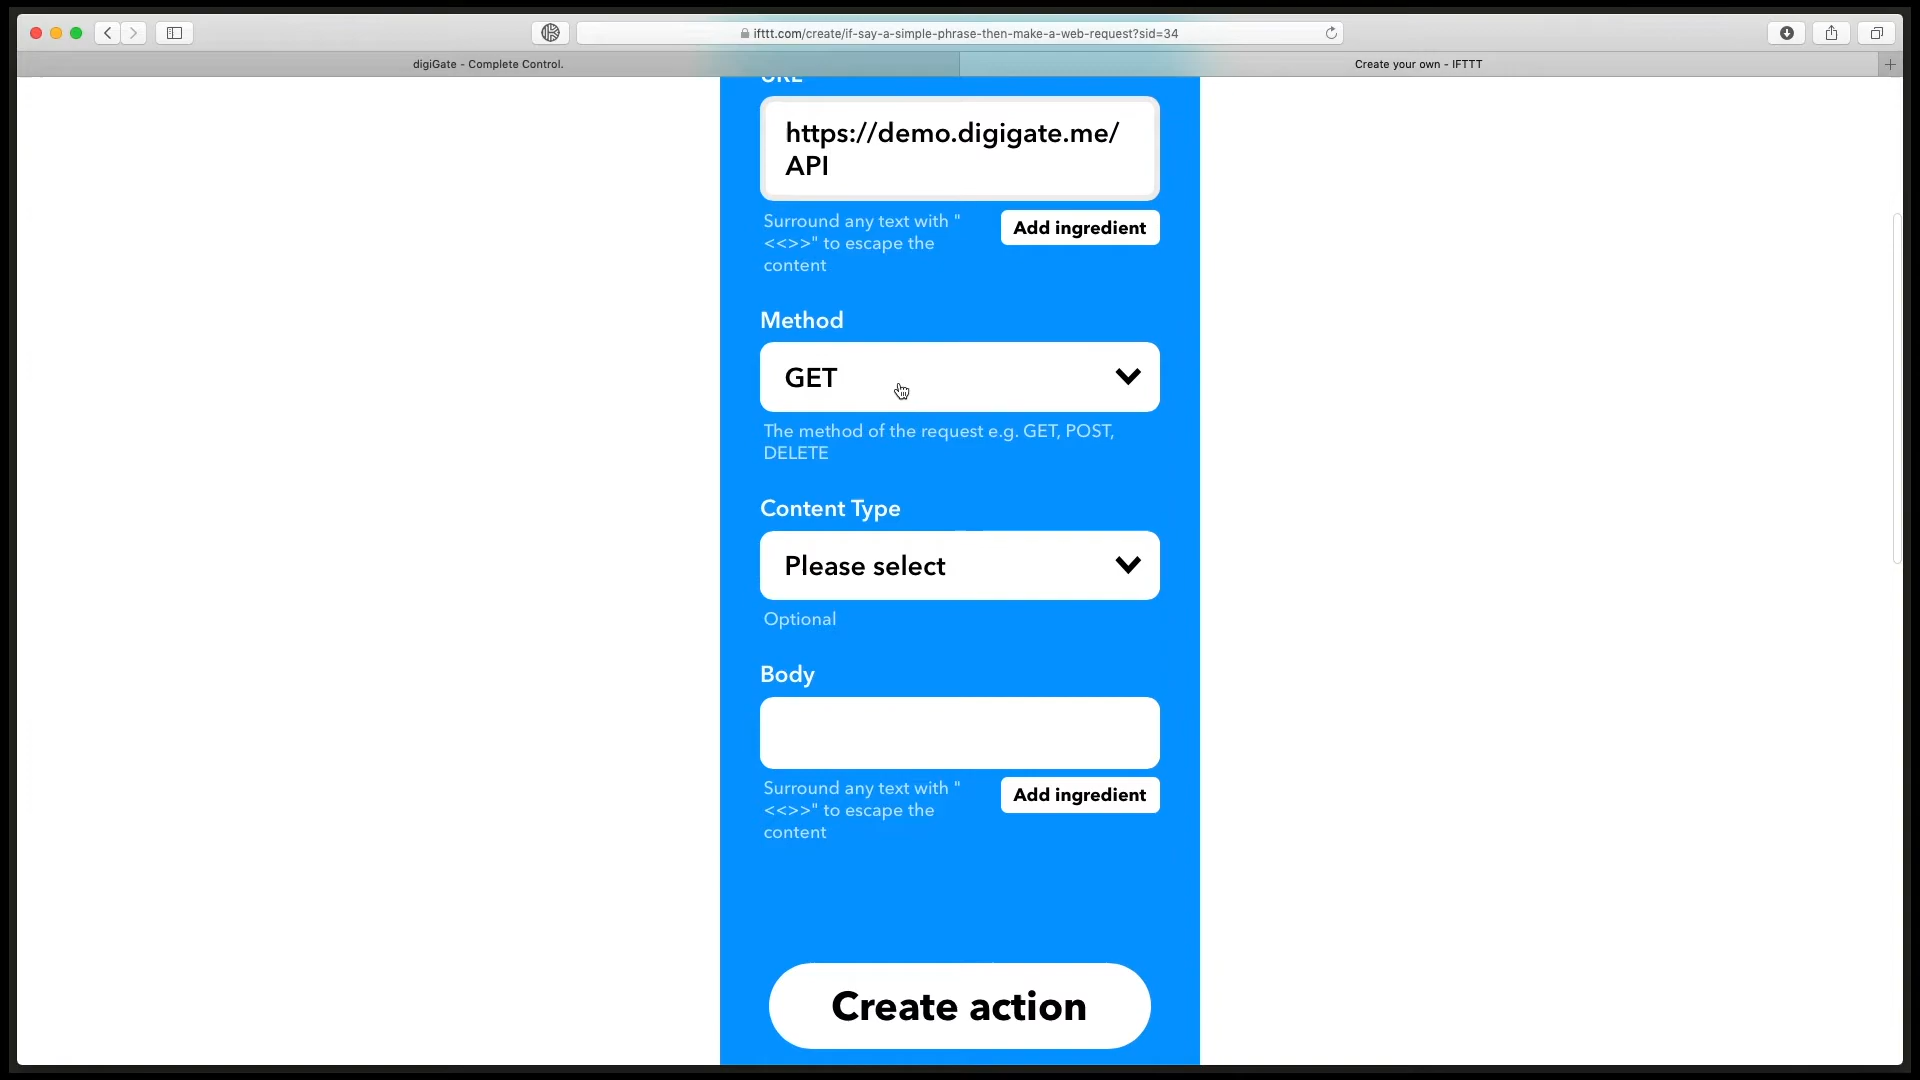 ifttt.com/create/if-say-a-simple-phrase-then-make-a-web-request?sid=34
digiGate - Complete Control.
Create your own - IFTTT
URL
https://demo.digigate.me/
API
Surround any text with "
<<>>" to escape the
content
Add ingredient
Method
GET
The method of the request e.g. GET, POST,
DELETE
Content Type
Please select
Optional
Body
Surround any text with "
<<>>" to escape the
content
Add ingredient
Create action